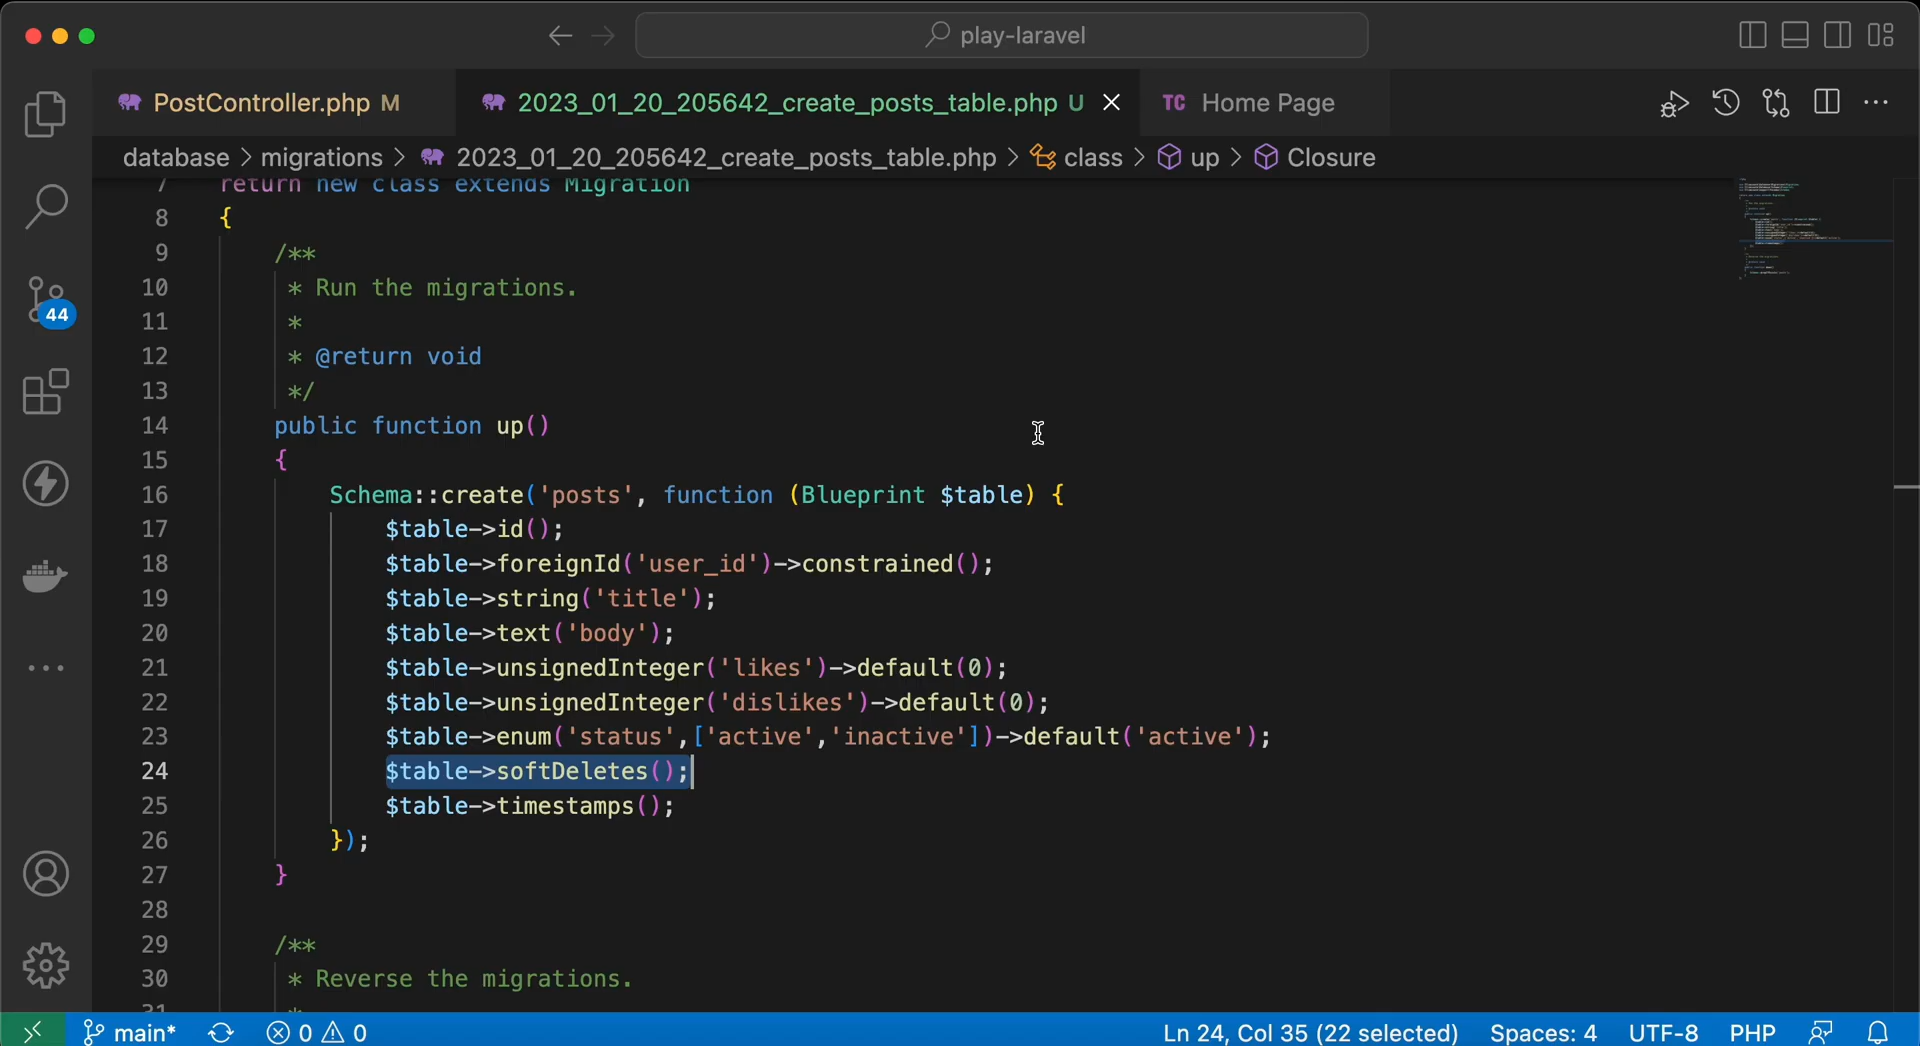 play-laravel
PostController.php M
2023_01_20_205642_create_posts_table.php U
TC Home Page
database > migrations > 2023_01_20_205642_create_posts_table.php > class > up > Closure
7 return new class extends Migration
8 {
9 /**
10 * Run the migrations.
11 *
12 * @return void
13 */
14 public function up()
15 {
16 Schema::create('posts', function (Blueprint $table) {
17 $table->id();
18 $table->foreignId('user_id')->constrained();
19 $table->string('title');
20 $table->text('body');
21 $table->unsignedInteger('likes')->default(0);
22 $table->unsignedInteger('dislikes')->default(0);
23 $table->enum('status',['active','inactive'])->default('active');
24 $table->softDeletes();
25 $table->timestamps();
26 });
27 }
28
29 /**
30 * Reverse the migrations.
31 *
44
main* 0 0 Ln 24, Col 35 (22 selected) Spaces: 4 UTF-8 PHP